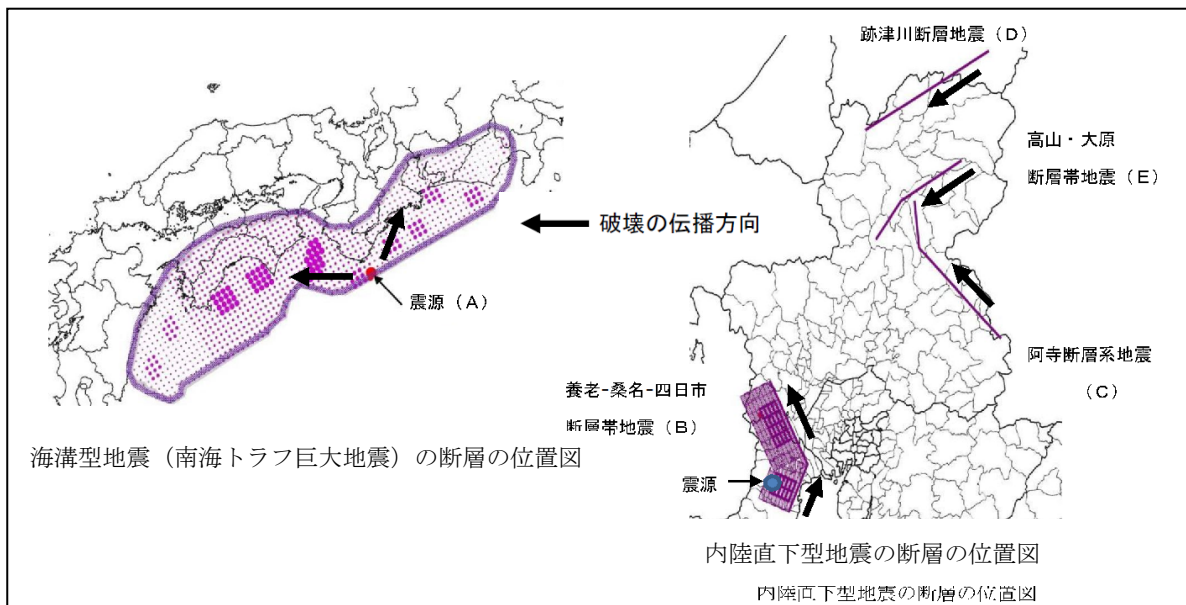 跡津川断層地震（D）
高山・大原
断層帯地震（E）
破壊の伝播方向
震源（A）
阿寺断層系地震
（C）
養老-桑名-四日市
断層帯地震（B）
海溝型地震（南海トラフ巨大地震）の断層の位置図
震源
内陸直下型地震の断層の位置図
内陸直下型地震の断層の位置図